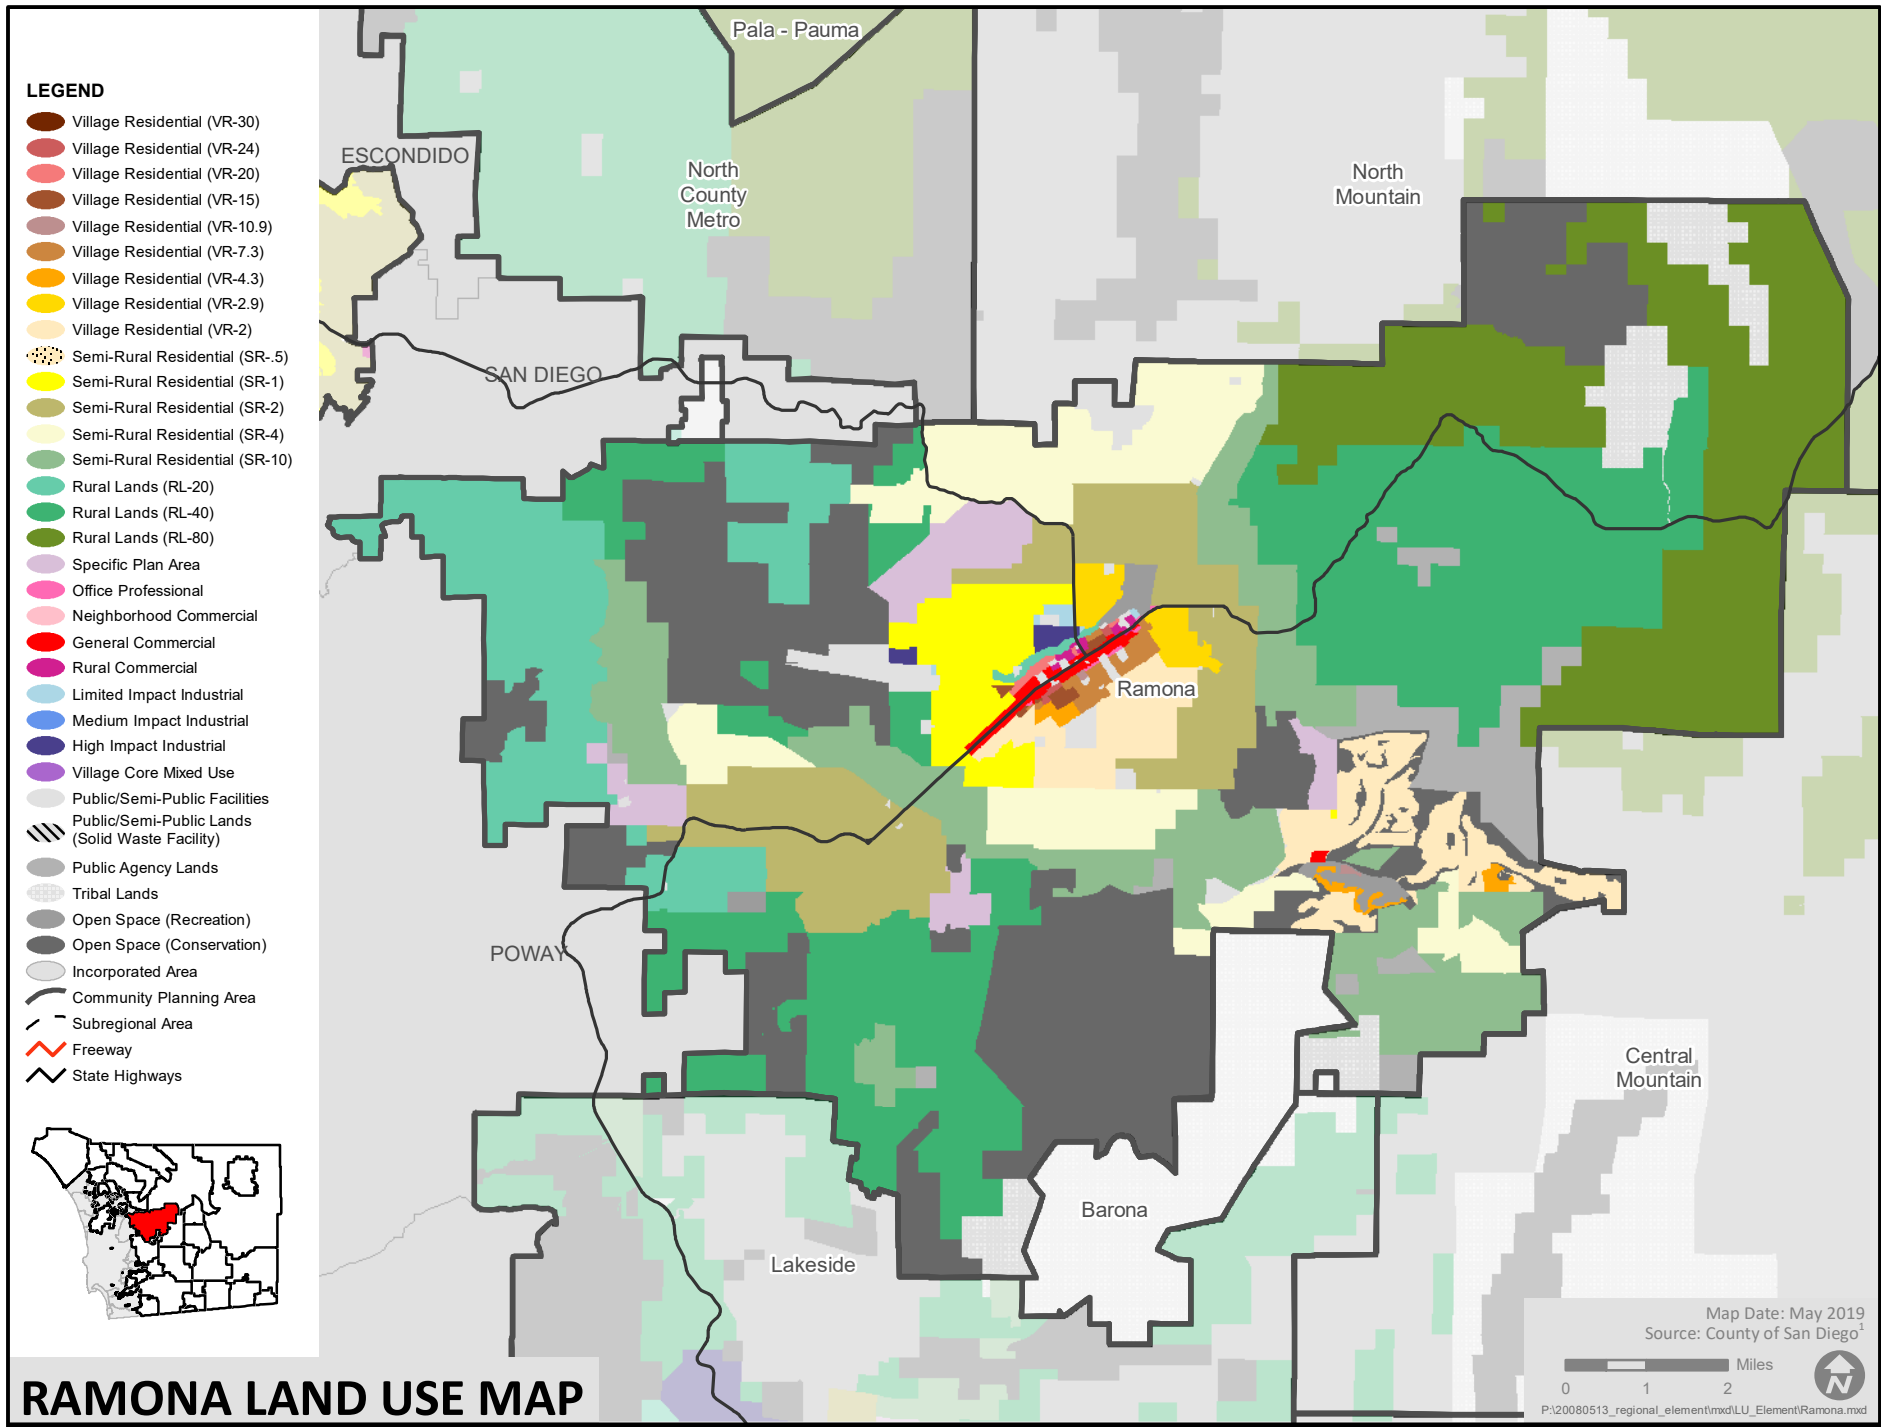 LEGEND
Village Residential (VR-30)
Village Residential (VR-24)
Village Residential (VR-20)
Village Residential (VR-15)
Village Residential (VR-10.9)
Village Residential (VR-7.3)
Village Residential (VR-4.3)
Village Residential (VR-2.9)
Village Residential (VR-2)
Semi-Rural Residential (SR-.5)
Semi-Rural Residential (SR-1)
Semi-Rural Residential (SR-2)
Semi-Rural Residential (SR-4)
Semi-Rural Residential (SR-10)
Rural Lands (RL-20)
Rural Lands (RL-40)
Rural Lands (RL-80)
Specific Plan Area
Office Professional
Neighborhood Commercial
General Commercial
Rural Commercial
Limited Impact Industrial
Medium Impact Industrial
High Impact Industrial
Village Core Mixed Use
Public/Semi-Public Facilities
Public/Semi-Public Lands
(Solid Waste Facility)
Public Agency Lands
Tribal Lands
Open Space (Recreation)
Open Space (Conservation)
Incorporated Area
Community Planning Area
Subregional Area
Freeway
State Highways
Pala - Pauma
ESCONDIDO
North
County
Metro
North
Mountain
SAN DIEGO
Ramona
POWAY
Central
Mountain
Barona
Lakeside
Map Date: May 2019
Source: County of San Diego1
Miles
0 1 2
N
P:\20080513_regional_element\mxd\LU_Element\Ramona.mxd
RAMONA LAND USE MAP